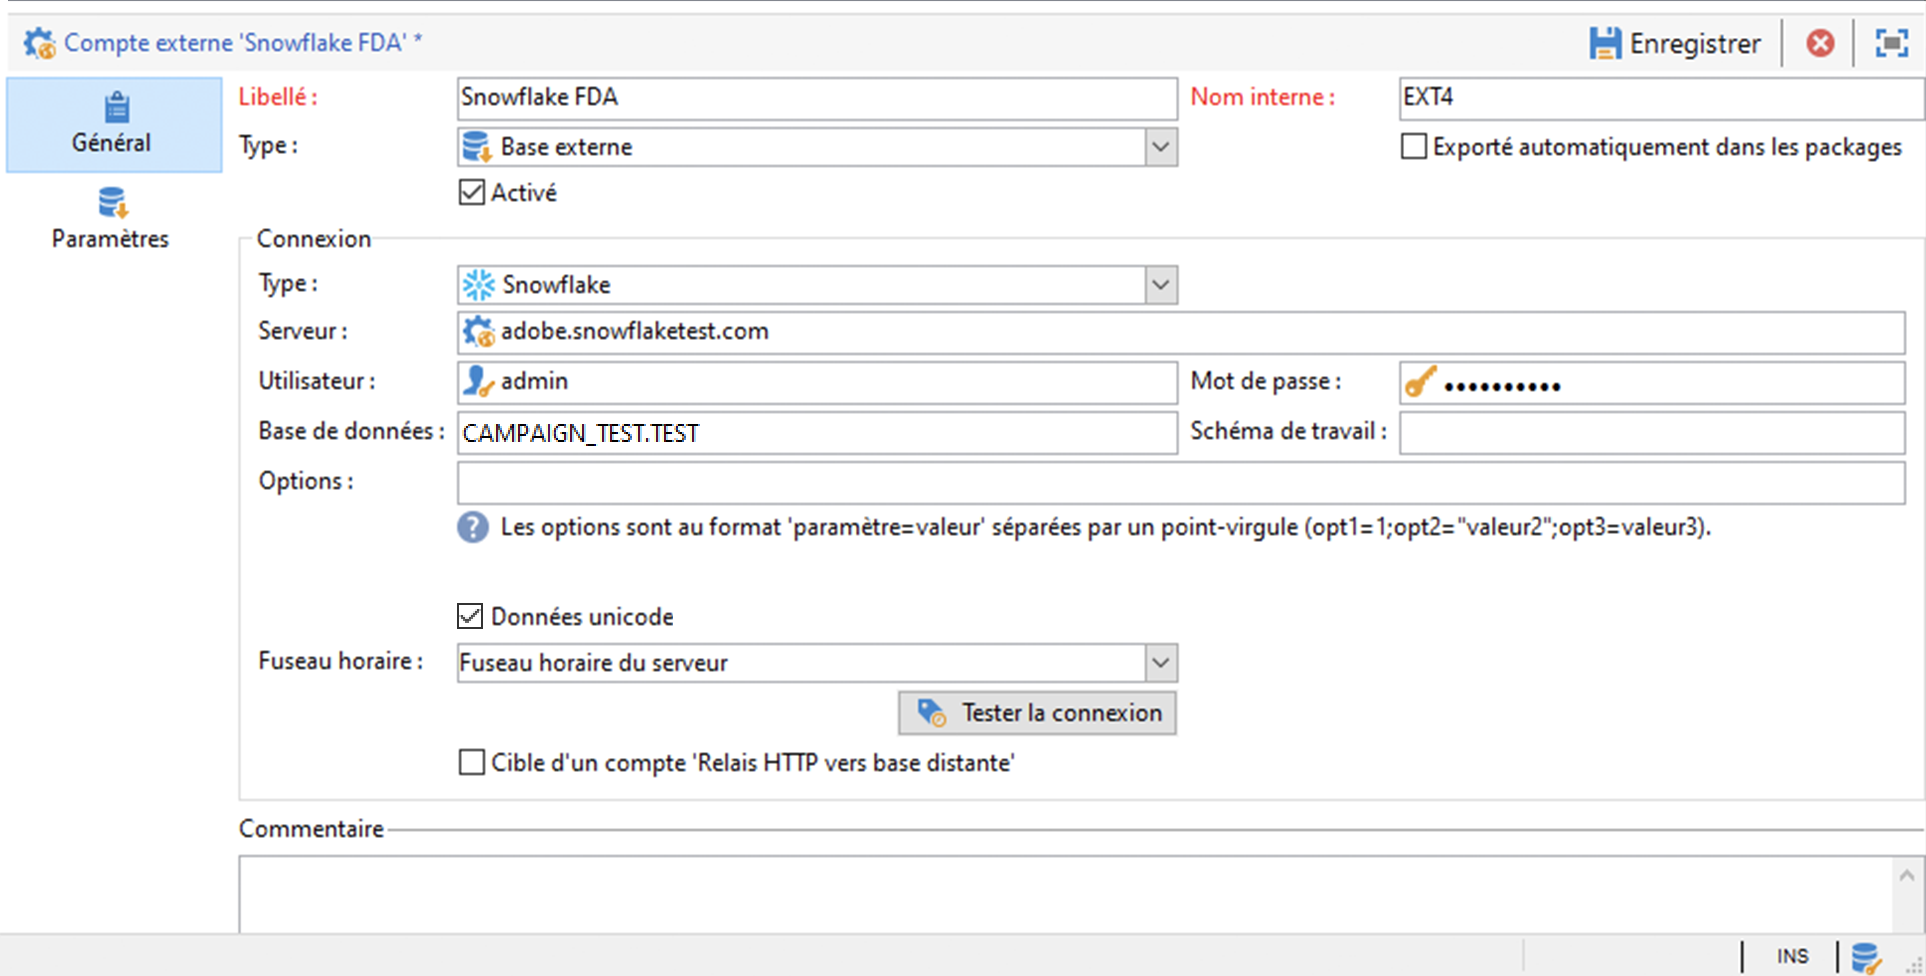 Compte externe 'Snowflake FDA' *
Enregistrer
Général
Paramètres
Libellé :
Snowflake FDA
Nom interne :
EXT4
Type :
Base externe
Exporté automatiquement dans les packages
Activé
Connexion
Type :
Snowflake
Serveur :
adobe.snowflaketest.com
Utilisateur :
admin
Mot de passe :
••••••••••
Base de données :
CAMPAIGN_TEST.TEST
Schéma de travail :
Options :
? Les options sont au format 'paramètre=valeur' séparées par un point-virgule (opt1=1;opt2="valeur2";opt3=valeur3).
Données unicode
Fuseau horaire :
Fuseau horaire du serveur
Tester la connexion
Cible d'un compte 'Relais HTTP vers base distante'
Commentaire
INS